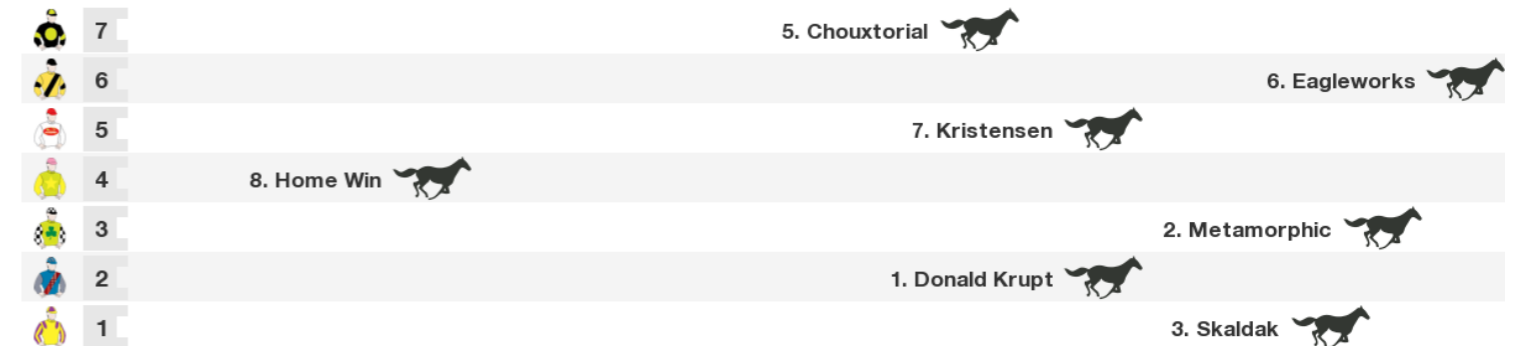 7 5. Chouxtorial
6 6. Eagleworks
5 7. Kristensen
4 8. Home Win
3 2. Metamorphic
2 1. Donald Krupt
1 3. Skaldak